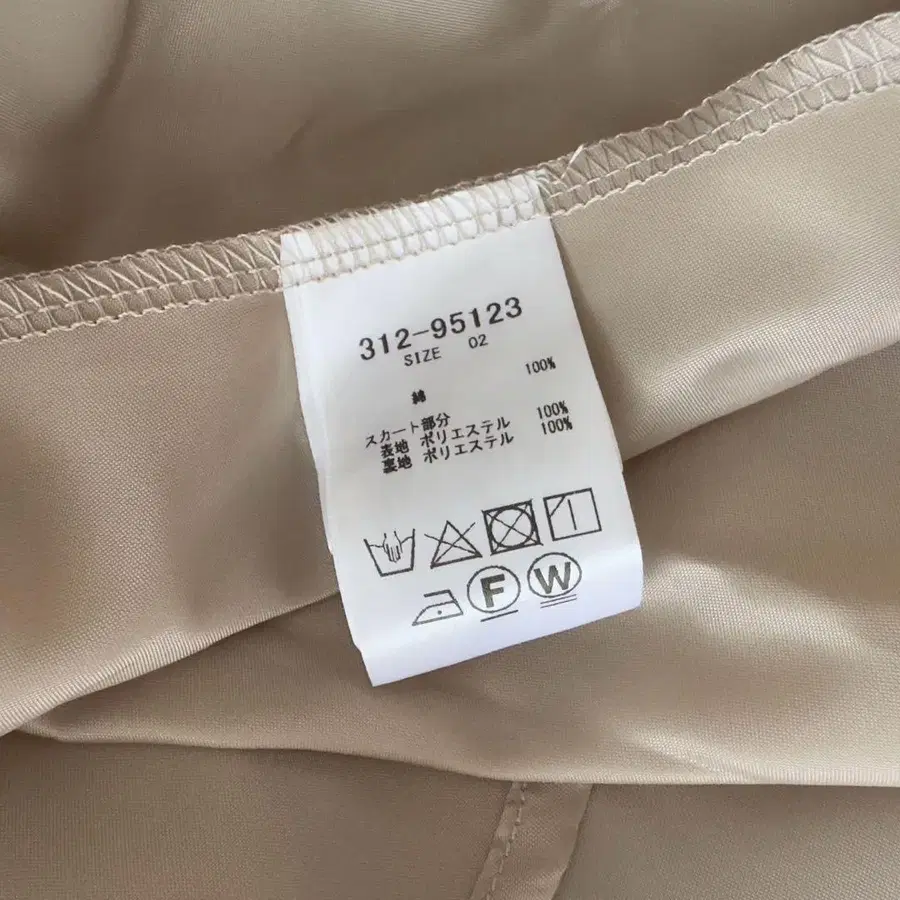 312-95123
SIZE 02
綿 100%
スカート部分
表地 ポリエステル 100%
裏地 ポリエステル 100%
F W